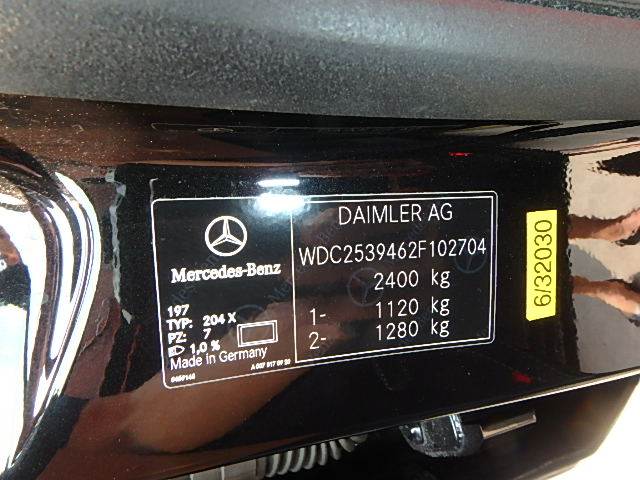 DAIMLER AG
WDC2539462F102704
2400 kg
1- 1120 kg
2- 1280 kg
Mercedes-Benz
197
TYP: 204 X
PZ: 7
1,0 %
Made in Germany
6/32030